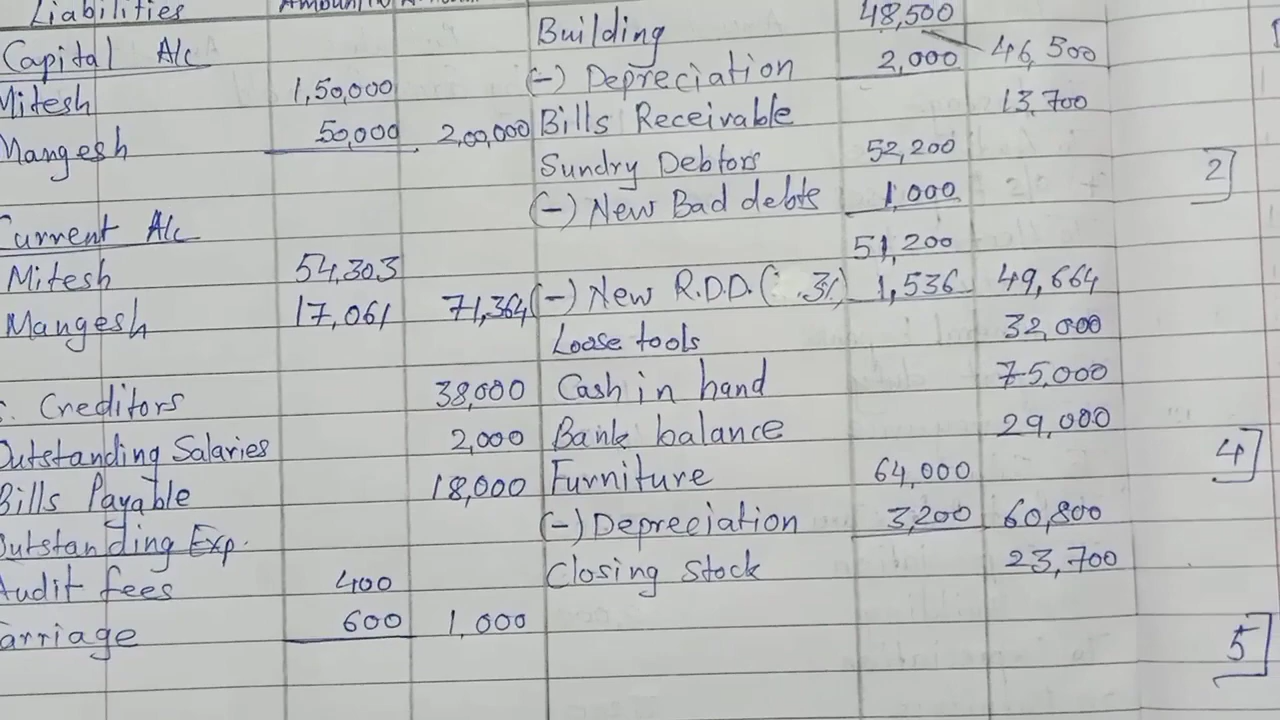 Liabilities
Capital A/c
Mitesh 1,50,000
Mangesh 50,000 2,00,000
Current A/c
Mitesh 54,303
Mangesh 17,061 71,364
S. Creditors 38,000
Outstanding Salaries 2,000
Bills Payable 18,000
Outstanding Exp.
Audit fees 400
Carriage 600 1,000
Building 48,500
(-) Depreciation 2,000 46,500
Bills Receivable 13,700
Sundry Debtors 52,200
(-) New Bad debts 1,000
51,200
(-) New R.D.D. ( 3%) 1,536 49,664
Loose tools 32,000
Cash in hand 75,000
Bank balance 29,000
Furniture 64,000
(-) Depreciation 3,200 60,800
Closing Stock 23,700
2]
4]
5]